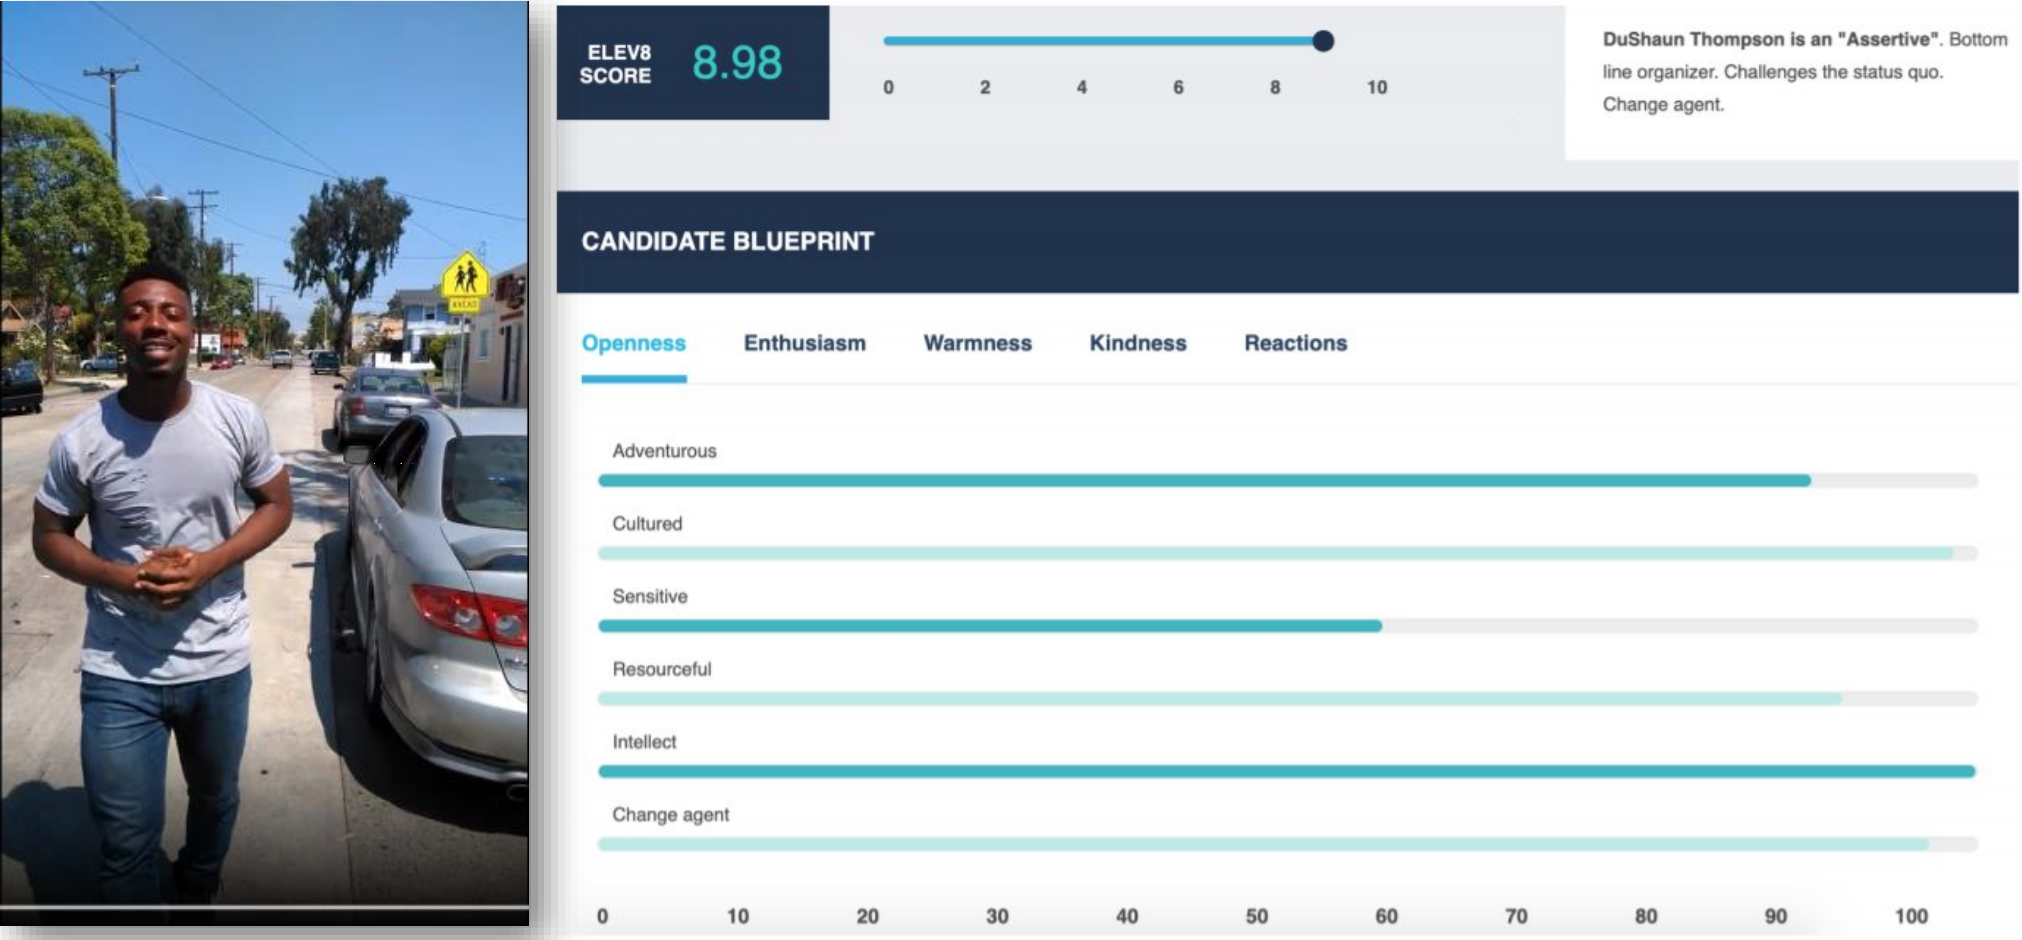 AHEAD
ELEV8
SCORE
8.98
0 2 4 6 8 10
DuShaun Thompson is an "Assertive". Bottom
line organizer. Challenges the status quo.
Change agent.
CANDIDATE BLUEPRINT
Openness Enthusiasm Warmness Kindness Reactions
Adventurous
Cultured
Sensitive
Resourceful
Intellect
Change agent
0 10 20 30 40 50 60 70 80 90 100